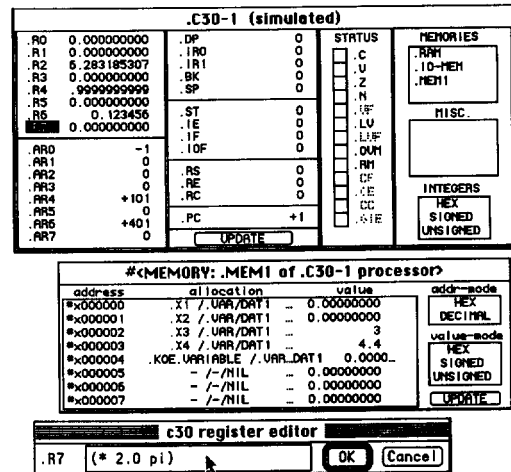 .C30-1 (simulated)
.R0 0.000000000
.R1 0.000000000
.R2 6.283185307
.R3 0.000000000
.R4 .9999999999
.R5 0.000000000
.R6 0.123456
.R7 0.000000000
.AR0 -1
.AR1 0
.AR2 0
.AR3 0
.AR4 +101
.AR5 0
.AR6 +401
.AR7 0
.DP 0
.IR0 0
.IR1 0
.BK 0
.SP 0
.ST 0
.IE 0
.IF 0
.IOF 0
.RS 0
.RE 0
.RC 0
.PC +1
UPDATE
STATUS
.C
.V
.Z
.N
.UF
.LV
.LUF
.OVM
.RM
CF
.CE
CC
.GIE
MEMORIES
.RAM
.IO-MEM
.MEM1
MISC.
INTEGERS
HEX
SIGNED
UNSIGNED
#<MEMORY: .MEM1 of .C30-1 processor>
address allocation value
*x000000 .X1 /.VAR/DAT1 ... 0.00000000
*x000001 .X2 /.VAR/DAT1 ... 0.00000000
*x000002 .X3 /.VAR/DAT1 ... 3
*x000003 .X4 /.VAR/DAT1 ... 4.4
*x000004 .KOE.VARIABLE /.VAR...DAT1 0.0000...
*x000005 - /-/NIL ... 0.00000000
*x000006 - /-/NIL ... 0.00000000
*x000007 - /-/NIL ... 0.00000000
addr-mode
HEX
DECIMAL
value-mode
HEX
SIGNED
UNSIGNED
UPDATE
c30 register editor
.R7 (* 2.0 pi) OK Cancel